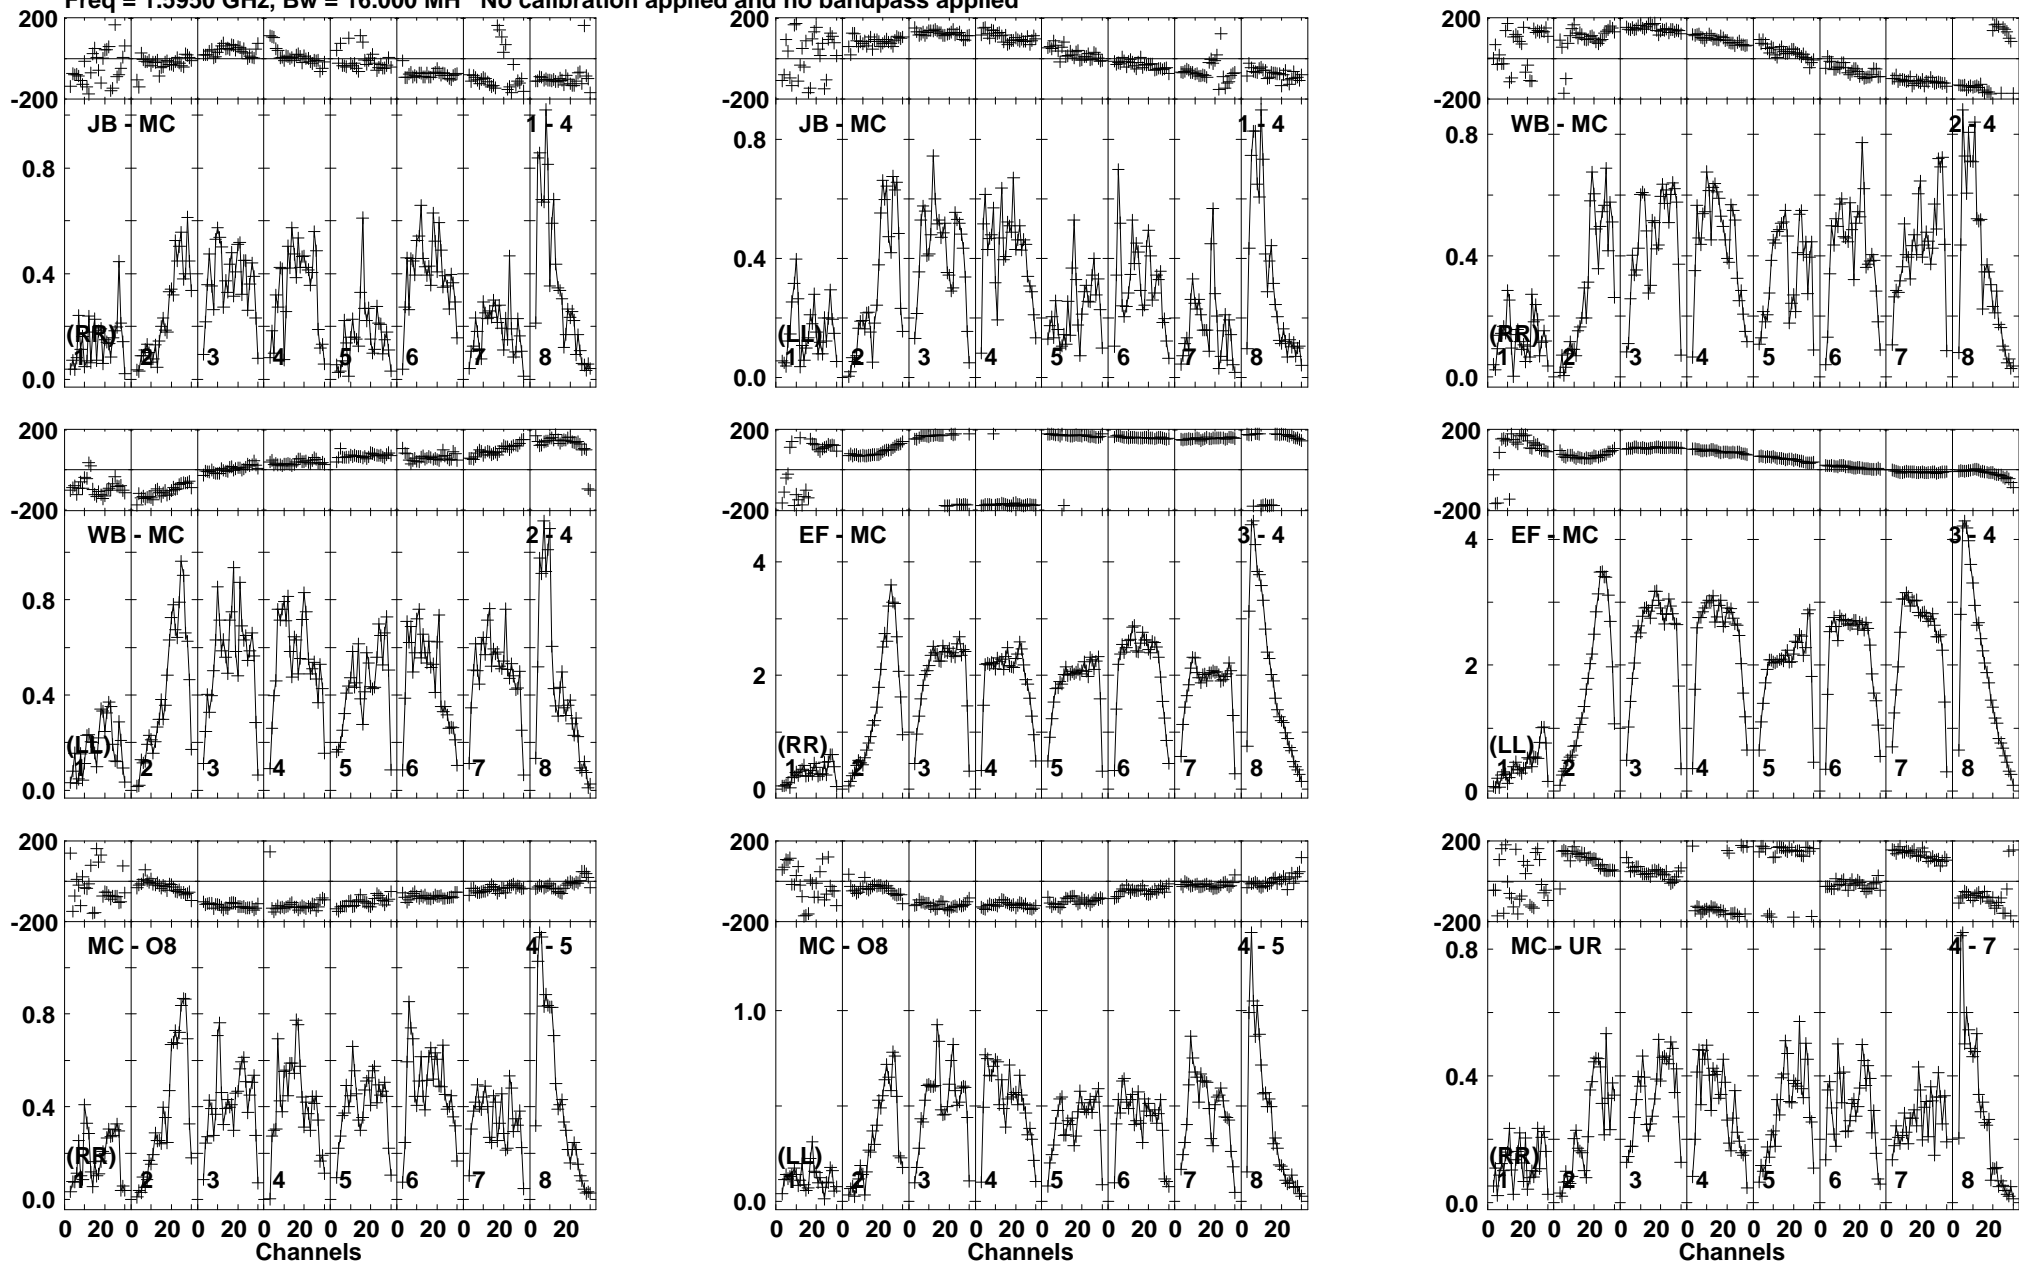 Freq = 1.5950 GHz, Bw = 16.000 MH No calibration applied and no bandpass applied
200 200 200
-200 -200 -200
JB - MC 1 - 4 JB - MC 1 - 4 WB - MC 2 - 4
0.8 0.8 0.8
0.4 0.4 0.4
(RR) (LL) (RR)
1 2 3 4 5 6 7 8 1 2 3 4 5 6 7 8 1 2 3 4 5 6 7 8
0.0 0.0 0.0
200 200 200
-200 -200 -200
WB - MC 2 - 4 EF - MC 3 - 4 EF - MC 3 - 4
0.8 4 4
0.4 2 2
(LL) (RR) (LL)
1 2 3 4 5 6 7 8 1 2 3 4 5 6 7 8 1 2 3 4 5 6 7 8
0.0 0 0
200 200 200
-200 -200 -200
MC - O8 4 - 5 MC - O8 4 - 5 MC - UR 4 - 7
0.8 1.0 0.8
0.4 0.4
(RR) (LL) (RR)
1 2 3 4 5 6 7 8 1 2 3 4 5 6 7 8 1 2 3 4 5 6 7 8
0.0 0.0 0.0
0 20 0 20 0 20 0 20 0 20 0 20 0 20 0 20 0 20 0 20 0 20 0 20 0 20 0 20 0 20 0 20 0 20 0 20 0 20 0 20 0 20 0 20 0 20 0 20
Channels Channels Channels